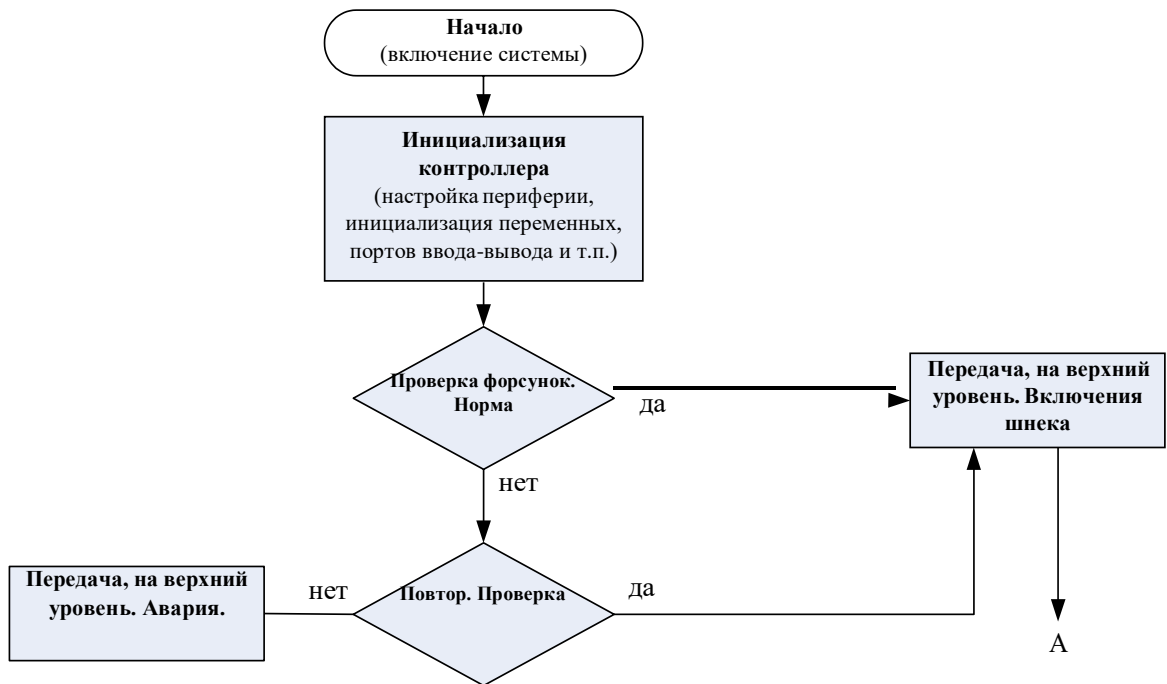 Начало
(включение системы)
Инициализация
контроллера
(настройка периферии,
инициализация переменных,
портов ввода-вывода и т.п.)
Проверка форсунок.
Норма
да
Передача, на верхний
уровень. Включения
шнека
нет
Передача, на верхний
уровень. Авария.
нет
Повтор. Проверка
да
А